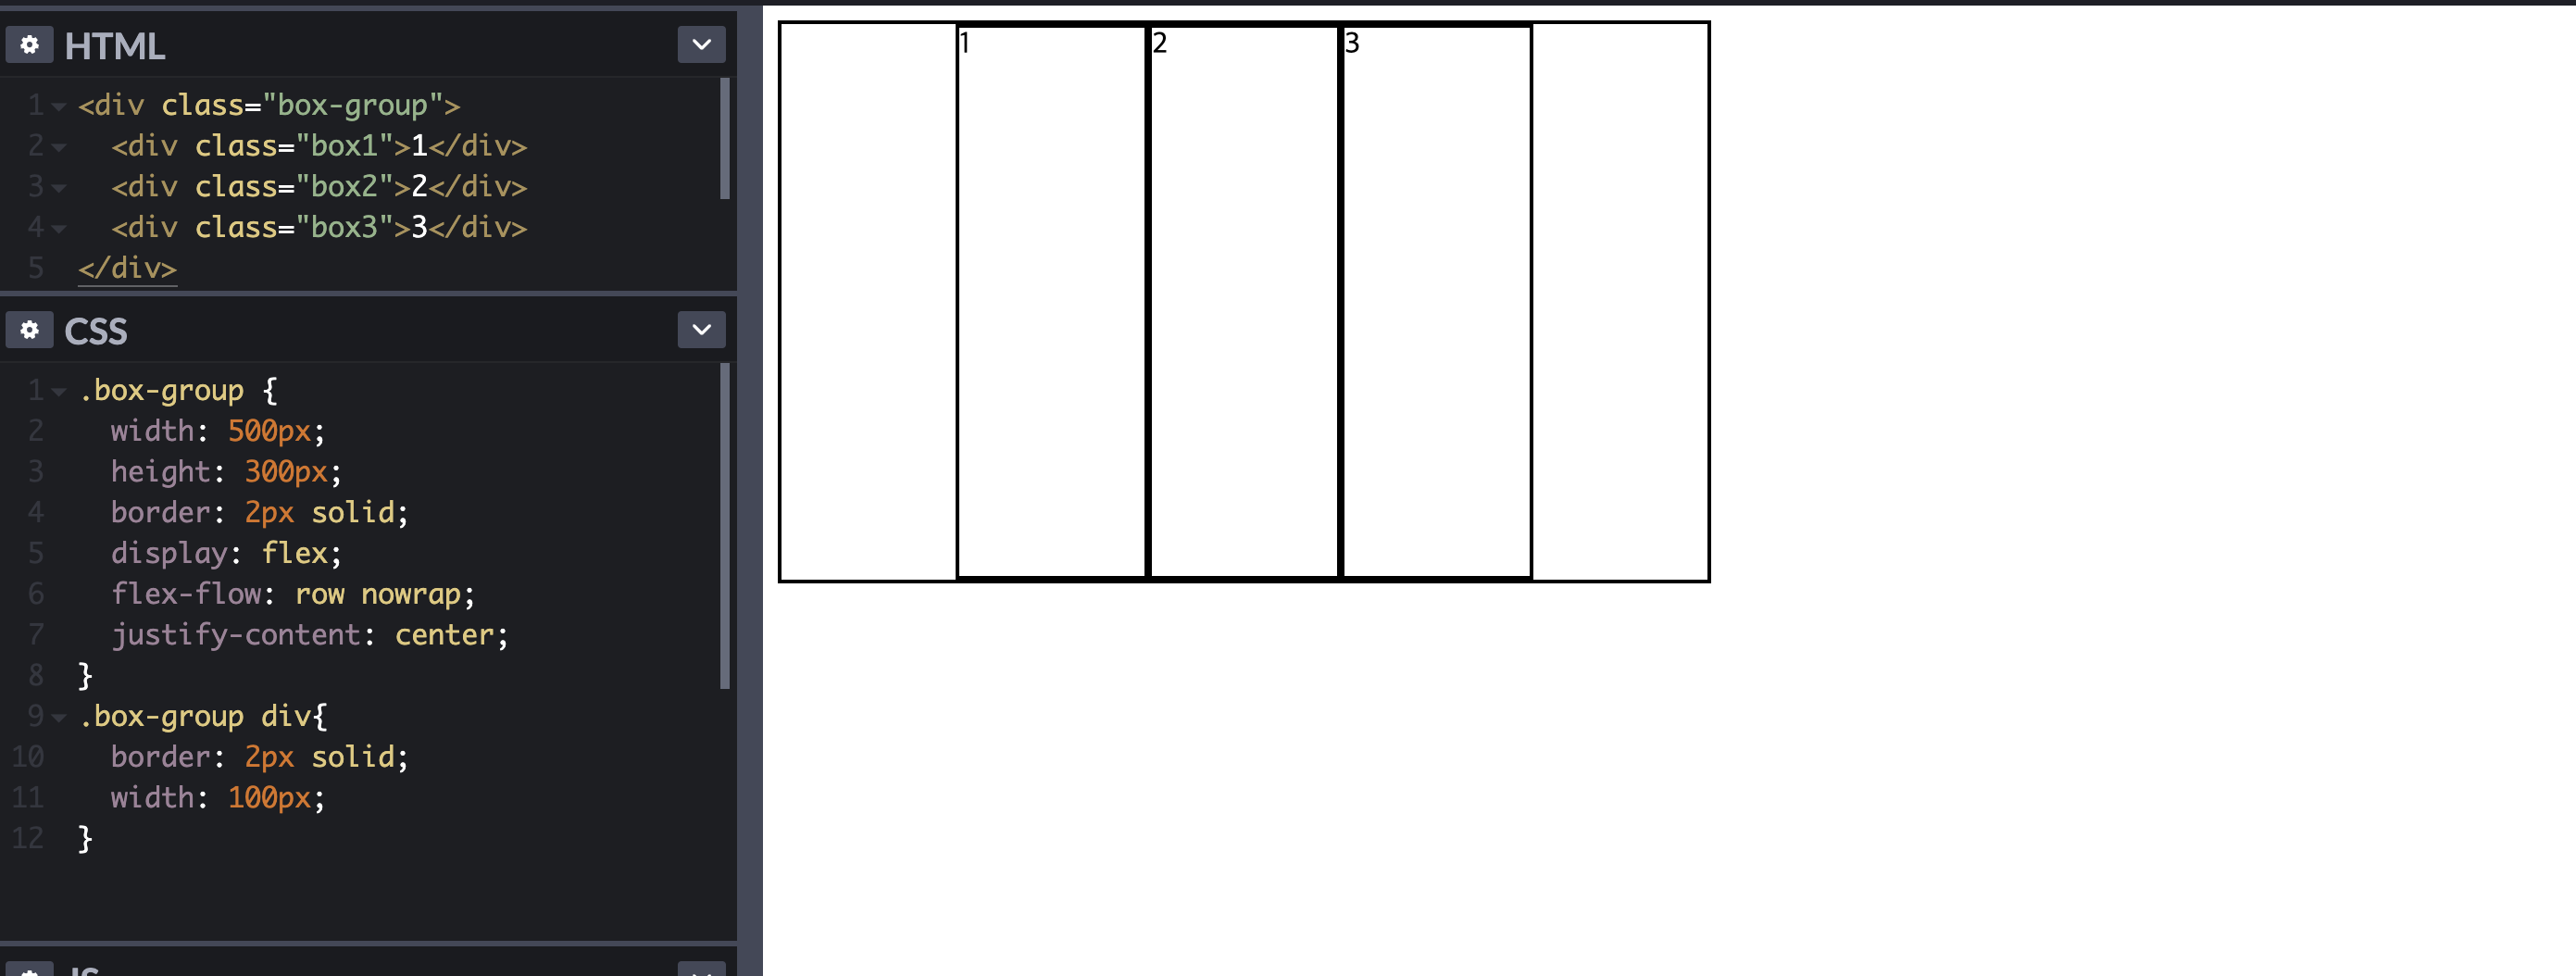 HTML
1 <div class="box-group">
2   <div class="box1">1</div>
3   <div class="box2">2</div>
4   <div class="box3">3</div>
5 </div>
CSS
1 .box-group {
2   width: 500px;
3   height: 300px;
4   border: 2px solid;
5   display: flex;
6   flex-flow: row nowrap;
7   justify-content: center;
8 }
9 .box-group div{
10   border: 2px solid;
11   width: 100px;
12 }
JS
1 2 3